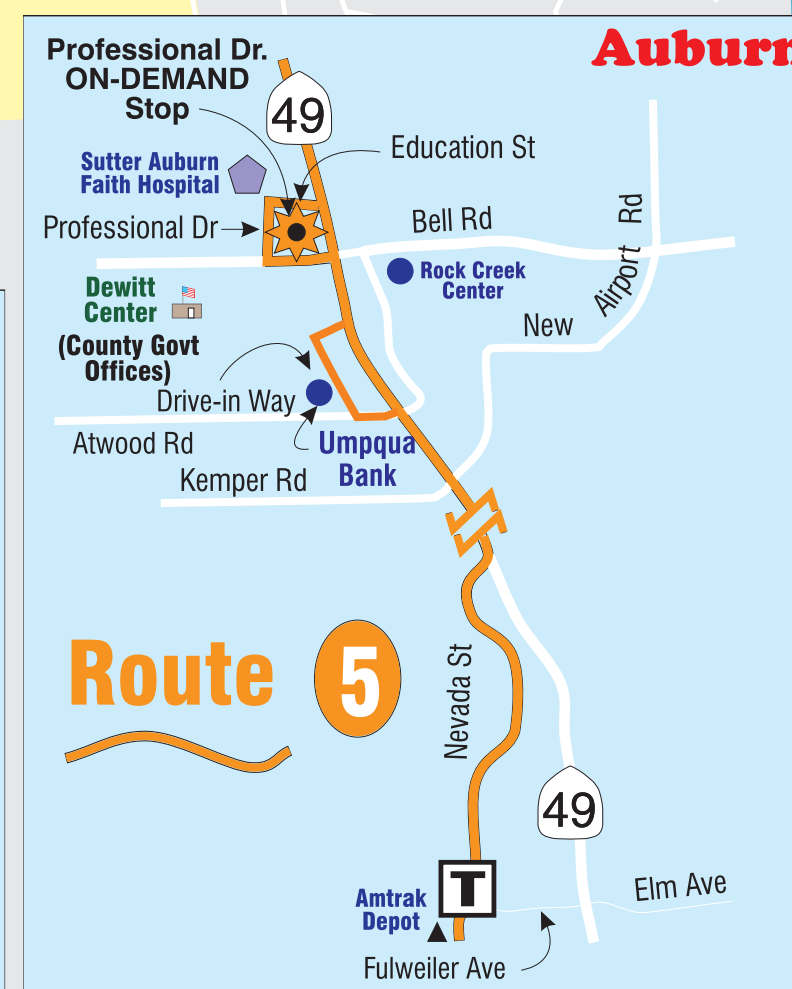 Professional Dr.
ON-DEMAND
Stop
Auburn
49
Education St
Sutter Auburn
Faith Hospital
Professional Dr
Bell Rd
Airport Rd
Rock Creek
Center
Dewitt
Center
(County Govt
Offices)
New
Drive-in Way
Atwood Rd
Umpqua
Bank
Kemper Rd
Route 5
Nevada St
49
T
Elm Ave
Amtrak
Depot
Fulweiler Ave